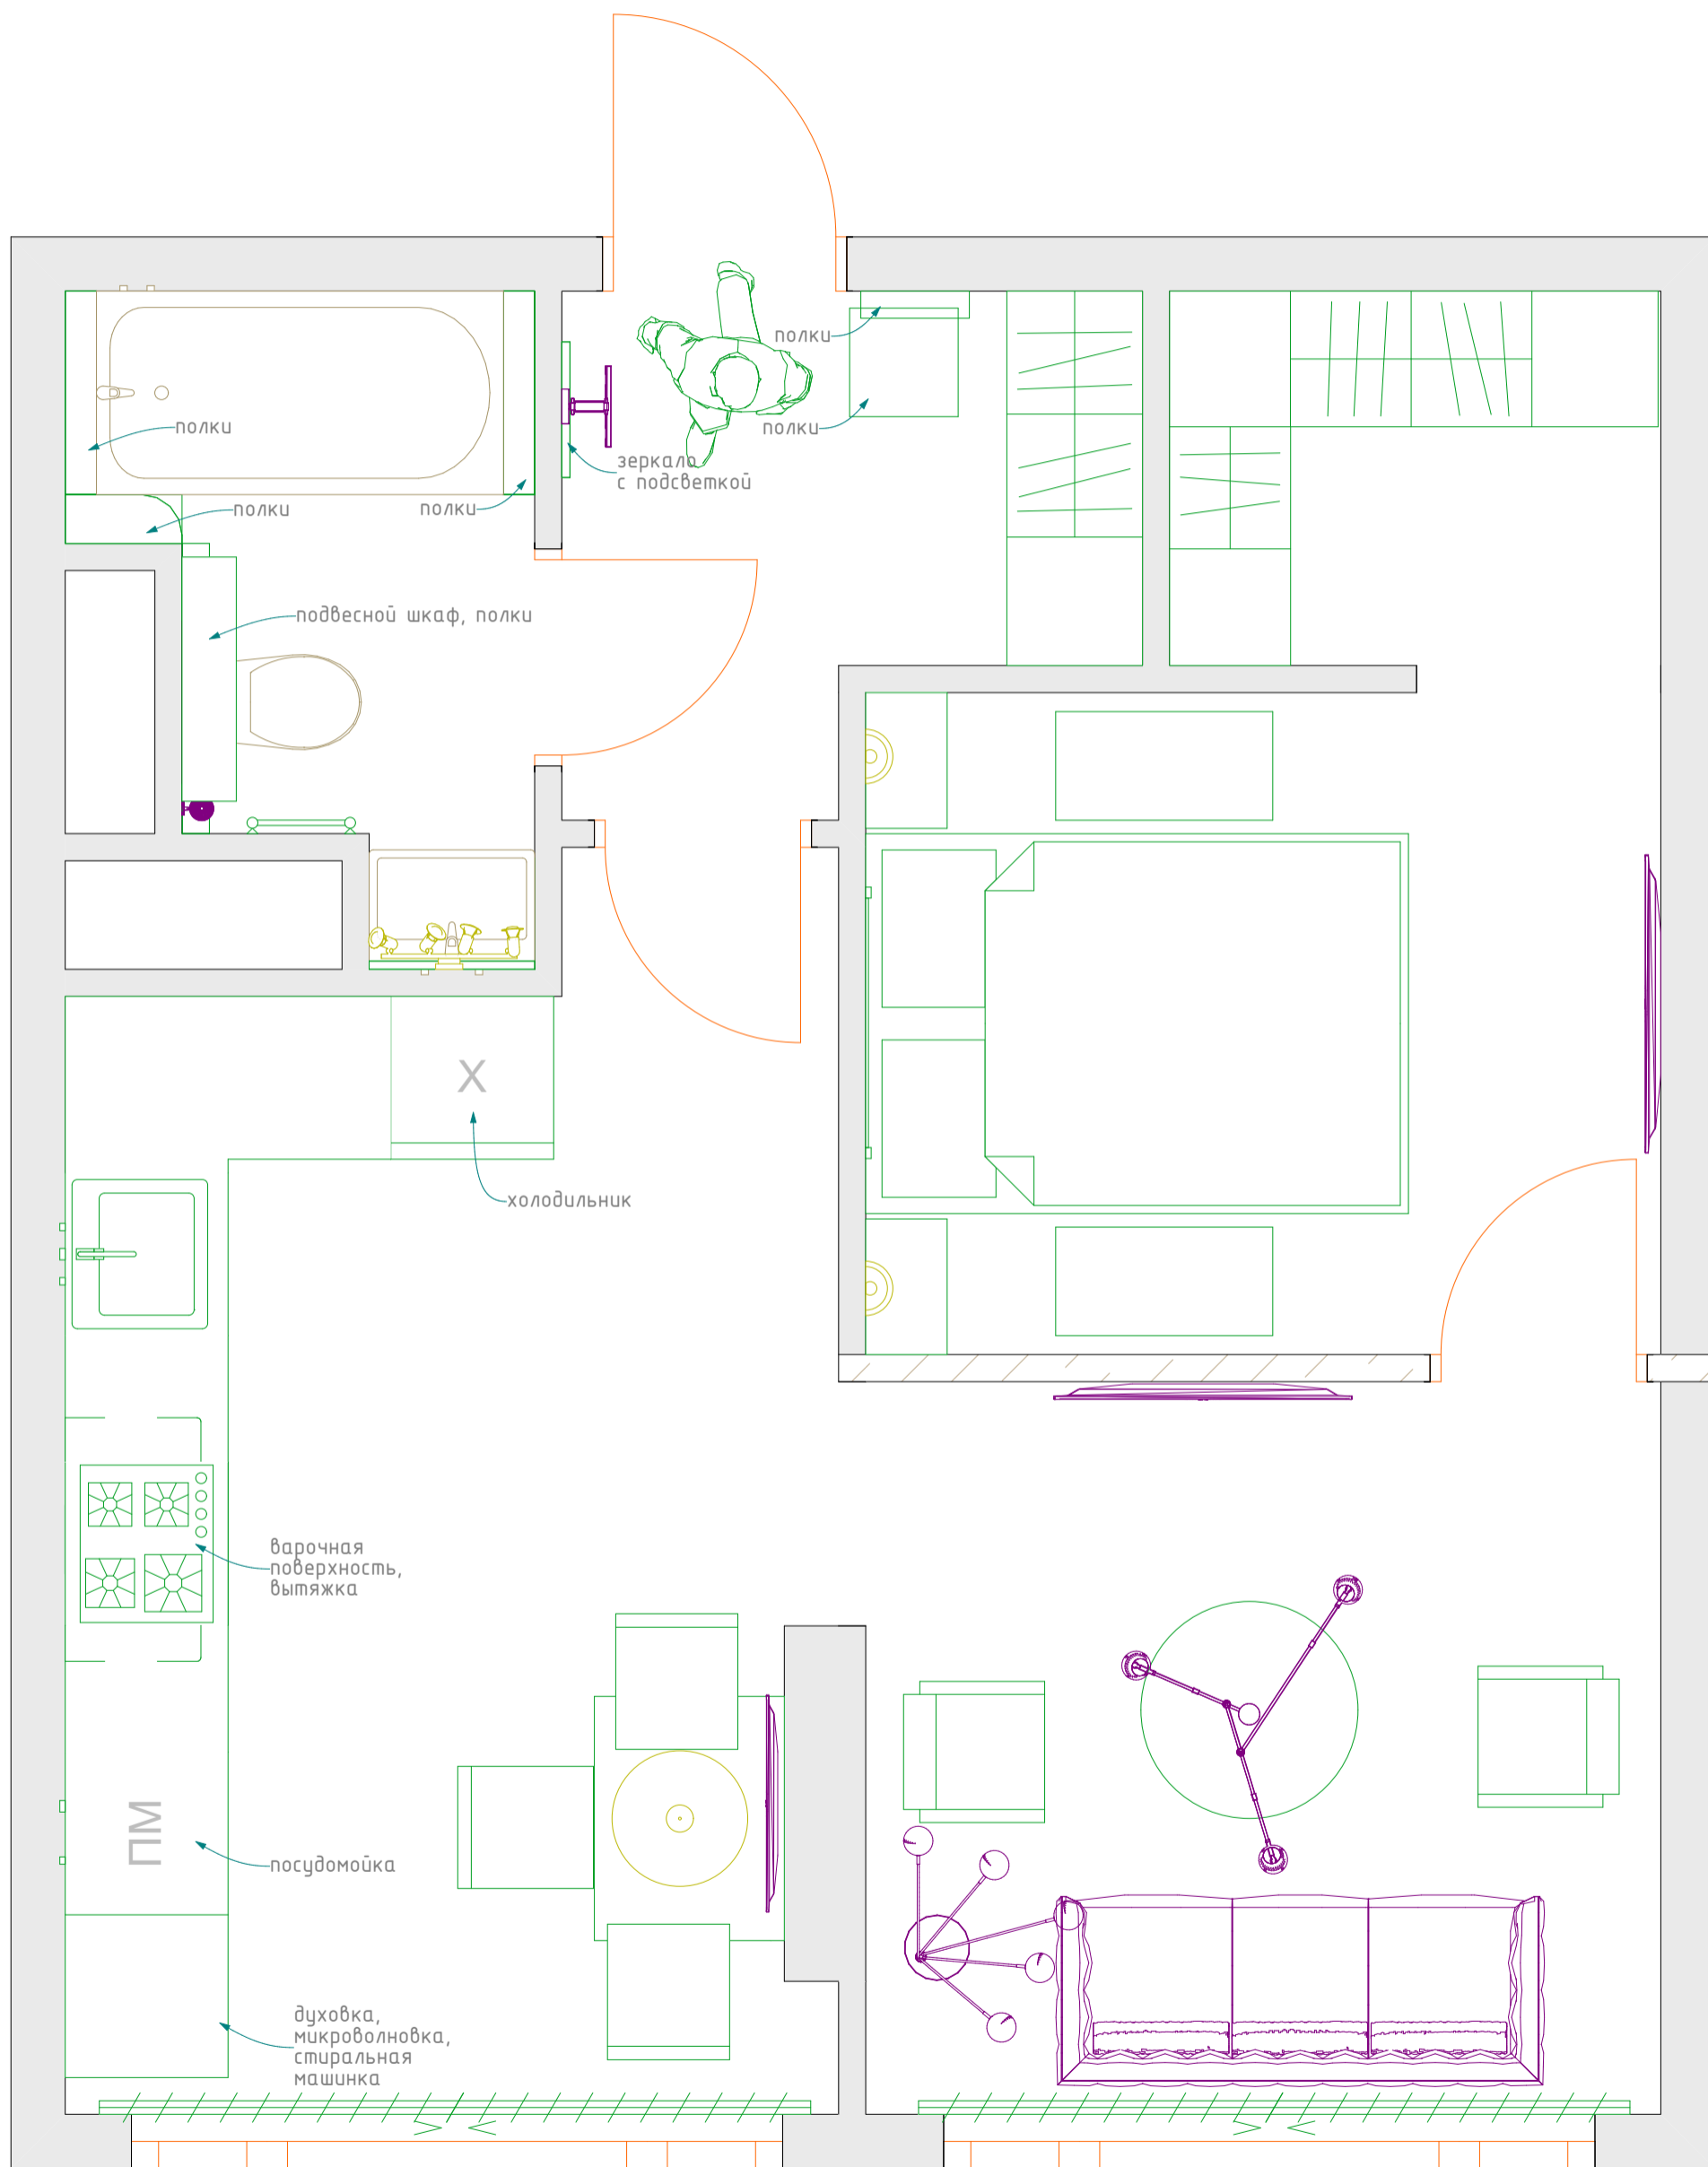 полки
полки
полки
зеркало
с подсветкой
полки
полки
подвесной шкаф, полки
X
холодильник
варочная
поверхность,
вытяжка
ПМ
посудомойка
духовка,
микроволновка,
стиральная
машинка